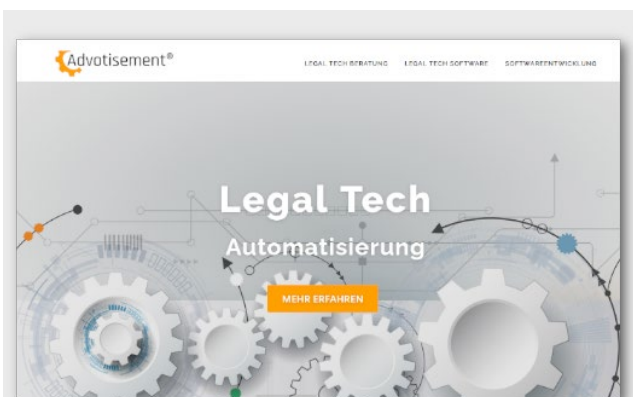 Advotisement®
LEGAL TECH BERATUNG LEGAL TECH SOFTWARE SOFTWAREENTWICKLUNG
Legal Tech
Automatisierung
MEHR ERFAHREN